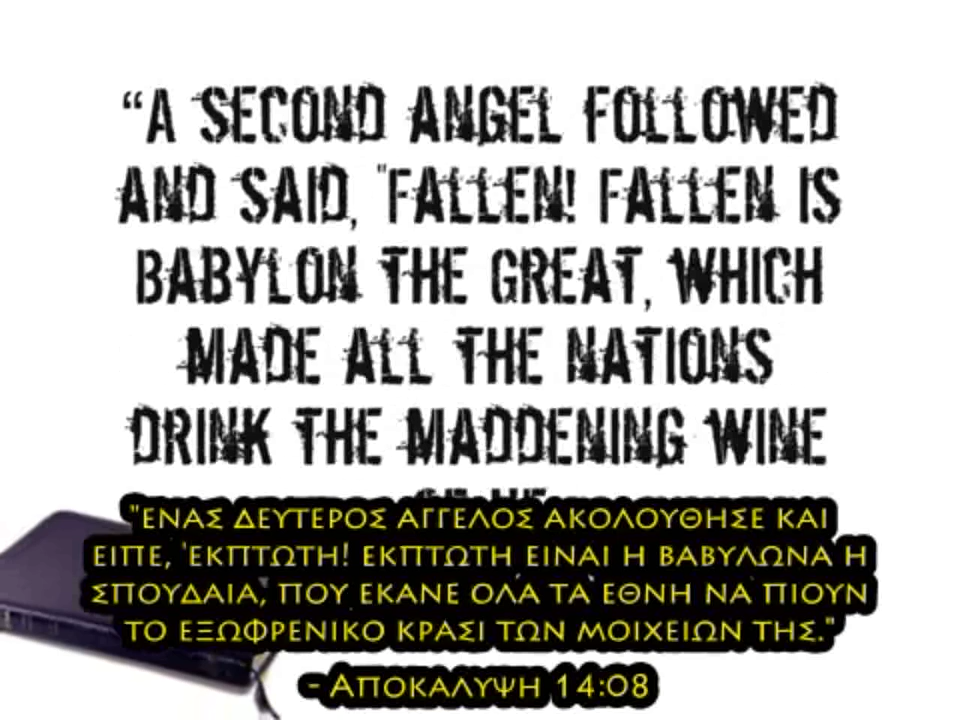 “A SECOND ANGEL FOLLOWED
AND SAID, "FALLEN! FALLEN IS
BABYLON THE GREAT, WHICH
MADE ALL THE NATIONS
DRINK THE MADDENING WINE
"ΕΝΑΣ ΔΕΥΤΕΡΟΣ ΑΓΓΕΛΟΣ ΑΚΟΛΟΥΘΗΣΕ ΚΑΙ
ΕΙΠΕ, 'ΕΚΠΤΩΤΗ! ΕΚΠΤΩΤΗ ΕΙΝΑΙ Η ΒΑΒΥΛΩΝΑ Η
ΣΠΟΥΔΑΙΑ, ΠΟΥ ΕΚΑΝΕ ΟΛΑ ΤΑ ΕΘΝΗ ΝΑ ΠΙΟΥΝ
ΤΟ ΕΞΩΦΡΕΝΙΚΟ ΚΡΑΣΙ ΤΩΝ ΜΟΙΧΕΙΩΝ ΤΗΣ."
- ΑΠΟΚΑΛΥΨΗ 14:08